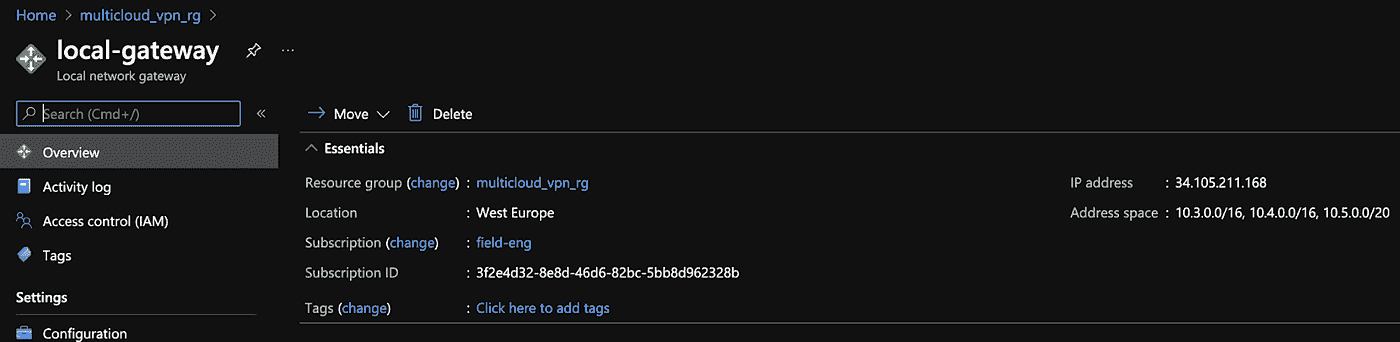 Home > multicloud_vpn_rg >
local-gateway ...
Local network gateway
Search (Cmd+/) «
Overview
Activity log
Access control (IAM)
Tags
Settings
Configuration
Move Delete
Essentials
Resource group (change) : multicloud_vpn_rg
Location : West Europe
Subscription (change) : field-eng
Subscription ID : 3f2e4d32-8e8d-46d6-82bc-5bb8d962328b
Tags (change) : Click here to add tags
IP address : 34.105.211.168
Address space : 10.3.0.0/16, 10.4.0.0/16, 10.5.0.0/20